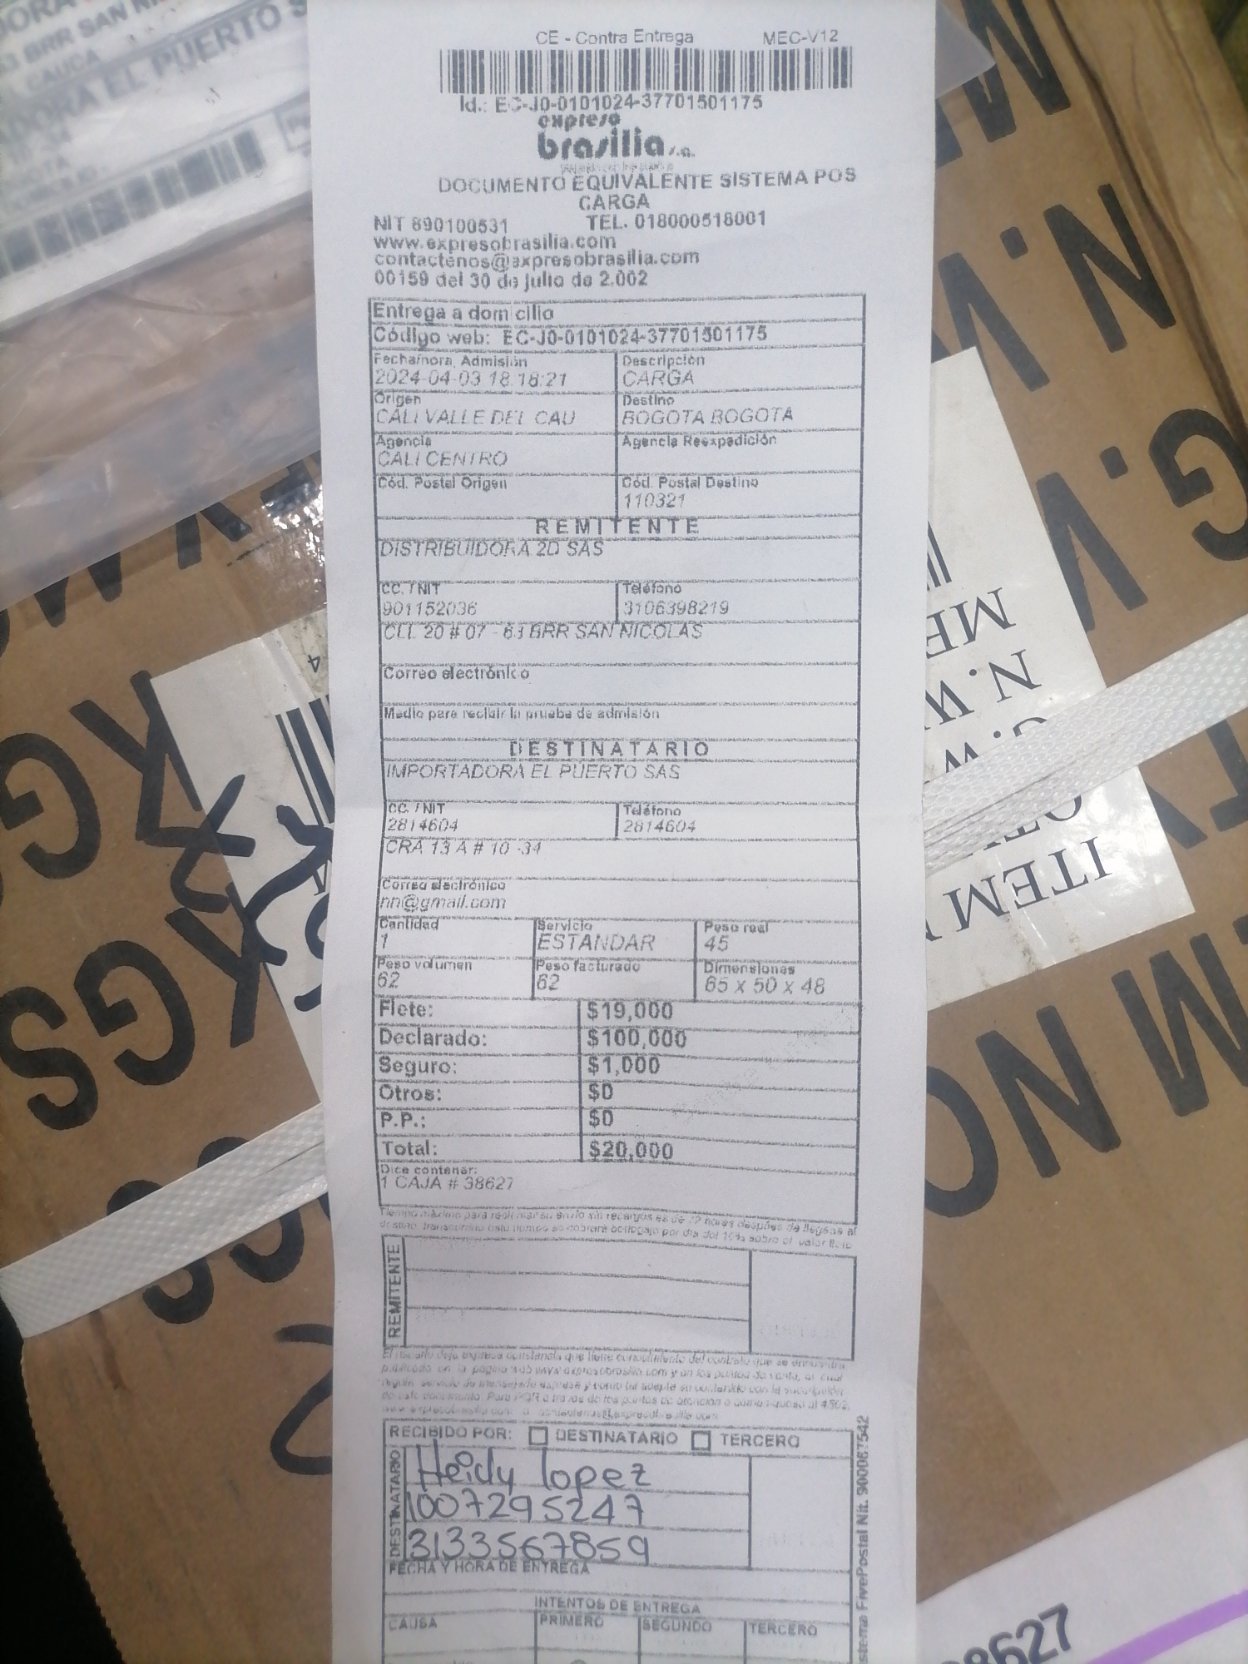 CE - Contra Entrega MEC-V12
Id.: EC-J0-0101024-37701501175
expreso
brasilia s.a.
DOCUMENTO EQUIVALENTE SISTEMA POS
CARGA
NIT 890100531 TEL. 018000518001
www.expresobrasilia.com
contactenos@expresobrasilia.com
00159 del 30 de julio de 2.002
Entrega a domicilio
Código web: EC-J0-0101024-37701501175
Fecha/hora Admisión Descripción
2024-04-03 18:18:21 CARGA
Origen Destino
CALI VALLE DEL CAU BOGOTA BOGOTA
Agencia Agencia Reexpedición
CALI CENTRO
Cód. Postal Origen Cód. Postal Destino
110321
REMITENTE
DISTRIBUIDORA 2D SAS
CC. / NIT Teléfono
901152036 3106398219
CLL 20 # 07 - 63 BRR SAN NICOLAS
Correo electrónico
Medio para recibir la prueba de admisión
DESTINATARIO
IMPORTADORA EL PUERTO SAS
CC. / NIT Teléfono
2814604 2814604
CRA 13 A # 10 -34
Correo electrónico
nn@gmail.com
Cantidad Servicio Peso real
1 ESTANDAR 45
Peso volumen Peso facturado Dimensiones
62 62 65 x 50 x 48
Flete: $19,000
Declarado: $100,000
Seguro: $1,000
Otros: $0
P.P.: $0
Total: $20,000
Dice contener:
1 CAJA # 38627
REMITENTE
RECIBIDO POR: DESTINATARIO TERCERO
DESTINATARIO
Heidy lopez
1007295247
3133567859
FECHA Y HORA DE ENTREGA
INTENTOS DE ENTREGA
CAUSA PRIMERO SEGUNDO TERCERO
FivePostal Nit. 900067542
KGS
ITEM
M NO